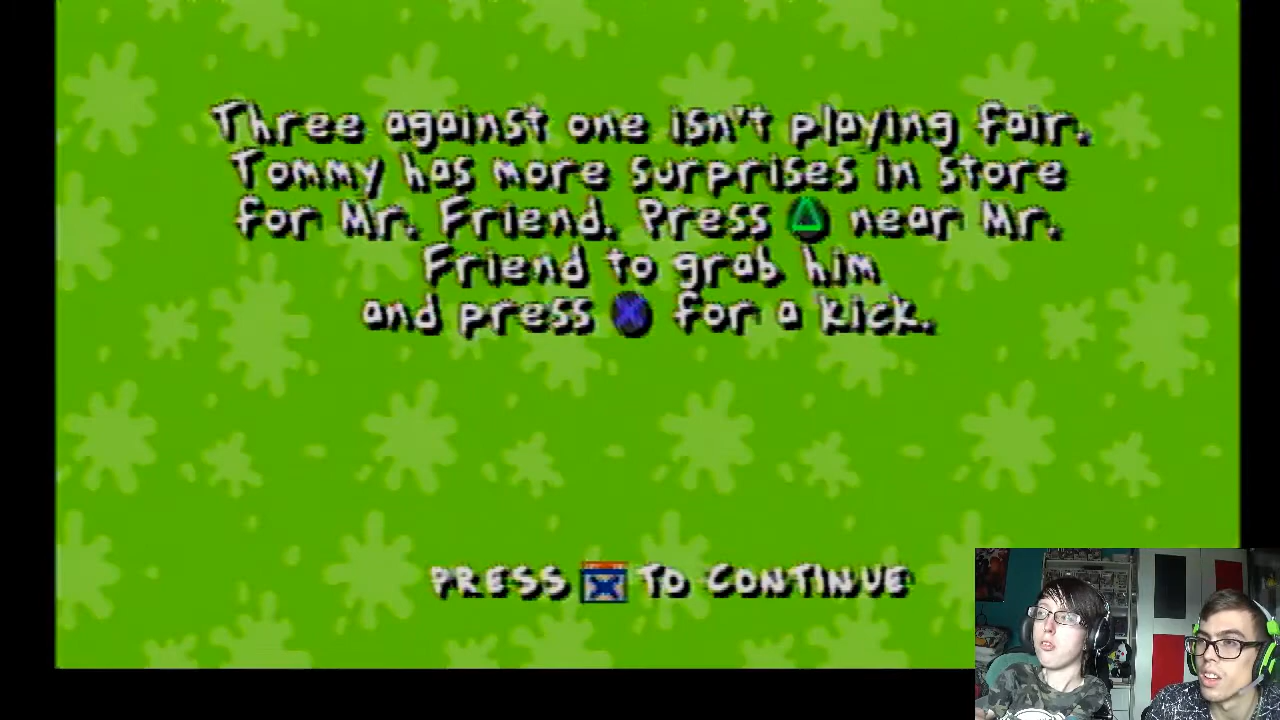 Three against one isn't playing fair.
Tommy has more surprises in store
for Mr. Friend. Press △ near Mr.
Friend to grab him
and press X for a kick.
PRESS X TO CONTINUE